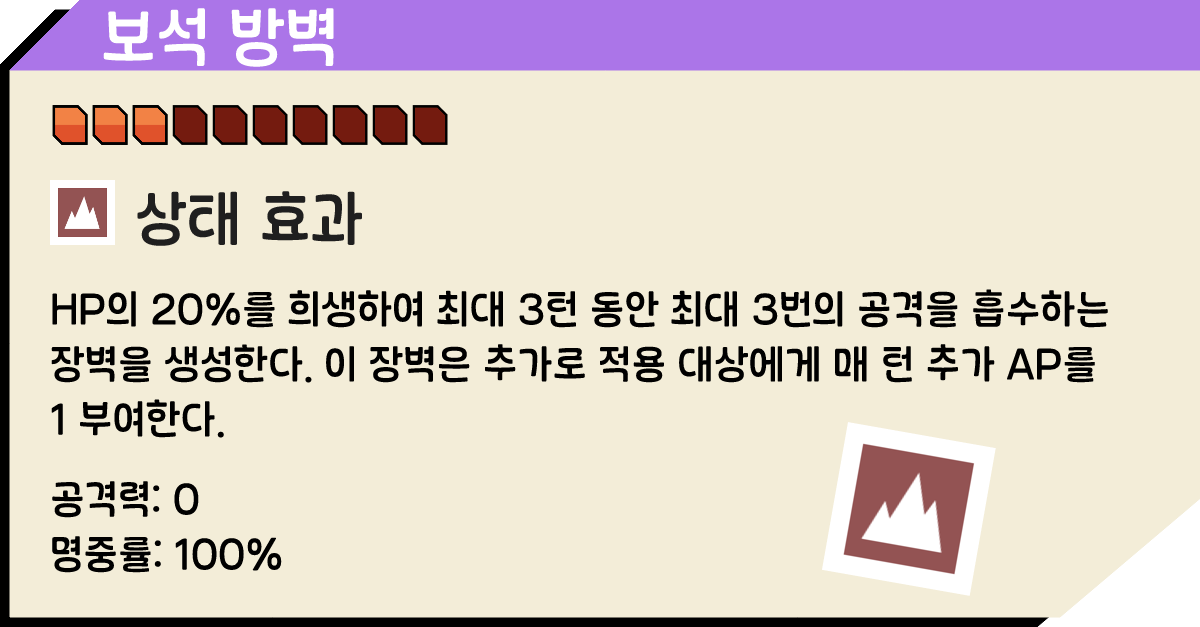 보석 방벽
상태 효과
HP의 20%를 희생하여 최대 3턴 동안 최대 3번의 공격을 흡수하는
장벽을 생성한다. 이 장벽은 추가로 적용 대상에게 매 턴 추가 AP를
1 부여한다.
공격력: 0
명중률: 100%